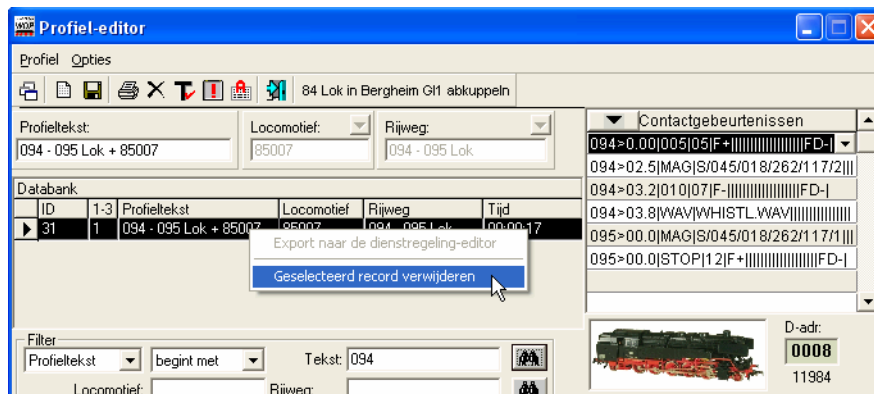 Profiel-editor
Profiel Opties
84 Lok in Bergheim Gl1 abkuppeln
Profieltekst: Locomotief: Rijweg:
094 - 095 Lok + 85007 85007 094 - 095 Lok
Databank
ID 1-3 Profieltekst Locomotief Rijweg Tijd
31 1 094 - 095 Lok + 85007 85007 094 - 095 Lok 00:00:17
Export naar de dienstregeling-editor
Geselecteerd record verwijderen
Contactgebeurtenissen
094>0.00|005|05|F+||||||||||||||||||FD-|
094>02.5|MAG|S/045/018/262/117/2|||
094>03.2|010|07|F-||||||||||||||||||FD-|
094>03.8|WAV|WHISTL.WAV|||||||||||||||
095>00.0|MAG|S/045/018/262/117/1|||
095>00.0|STOP|12|F+||||||||||||||||||FD-|
Filter
Profieltekst begint met Tekst: 094
Locomotief: Rijweg:
D-adr:
0008
11984